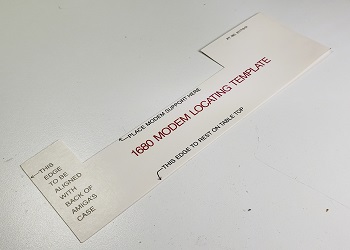 PLACE MODEM SUPPORT HERE
1680 MODEM LOCATING TEMPLATE
THIS EDGE TO REST ON TABLE TOP
THIS
EDGE
TO BE
ALIGNED
WITH
BACK OF
AMIGA'S
CASE